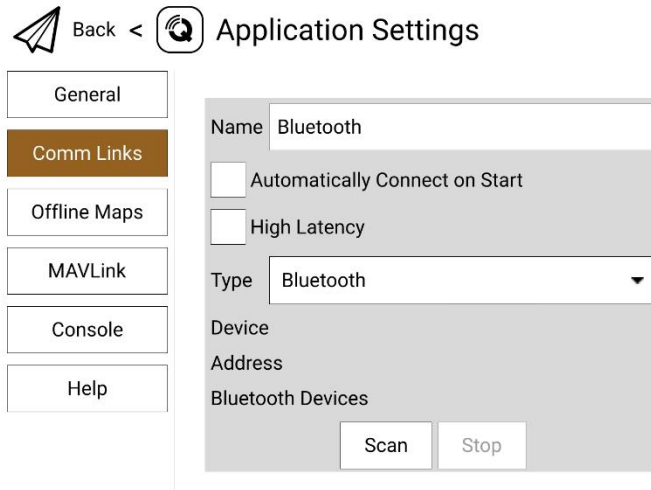 Back < Application Settings
General
Comm Links
Offline Maps
MAVLink
Console
Help
Name Bluetooth
Automatically Connect on Start
High Latency
Type Bluetooth
Device
Address
Bluetooth Devices
Scan Stop